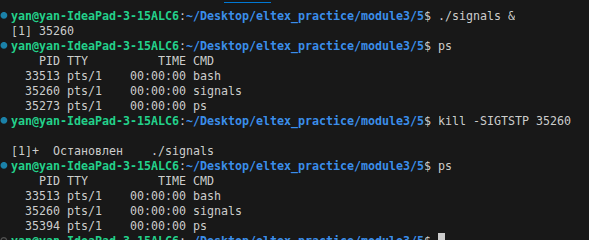 yan@yan-IdeaPad-3-15ALC6:~/Desktop/eltex_practice/module3/5$ ./signals &
[1] 35260
yan@yan-IdeaPad-3-15ALC6:~/Desktop/eltex_practice/module3/5$ ps
    PID TTY          TIME CMD
  33513 pts/1    00:00:00 bash
  35260 pts/1    00:00:00 signals
  35273 pts/1    00:00:00 ps
yan@yan-IdeaPad-3-15ALC6:~/Desktop/eltex_practice/module3/5$ kill -SIGTSTP 35260
[1]+  Остановлен    ./signals
yan@yan-IdeaPad-3-15ALC6:~/Desktop/eltex_practice/module3/5$ ps
    PID TTY          TIME CMD
  33513 pts/1    00:00:00 bash
  35260 pts/1    00:00:00 signals
  35394 pts/1    00:00:00 ps
yan@yan-IdeaPad-3-15ALC6:~/Desktop/eltex_practice/module3/5$